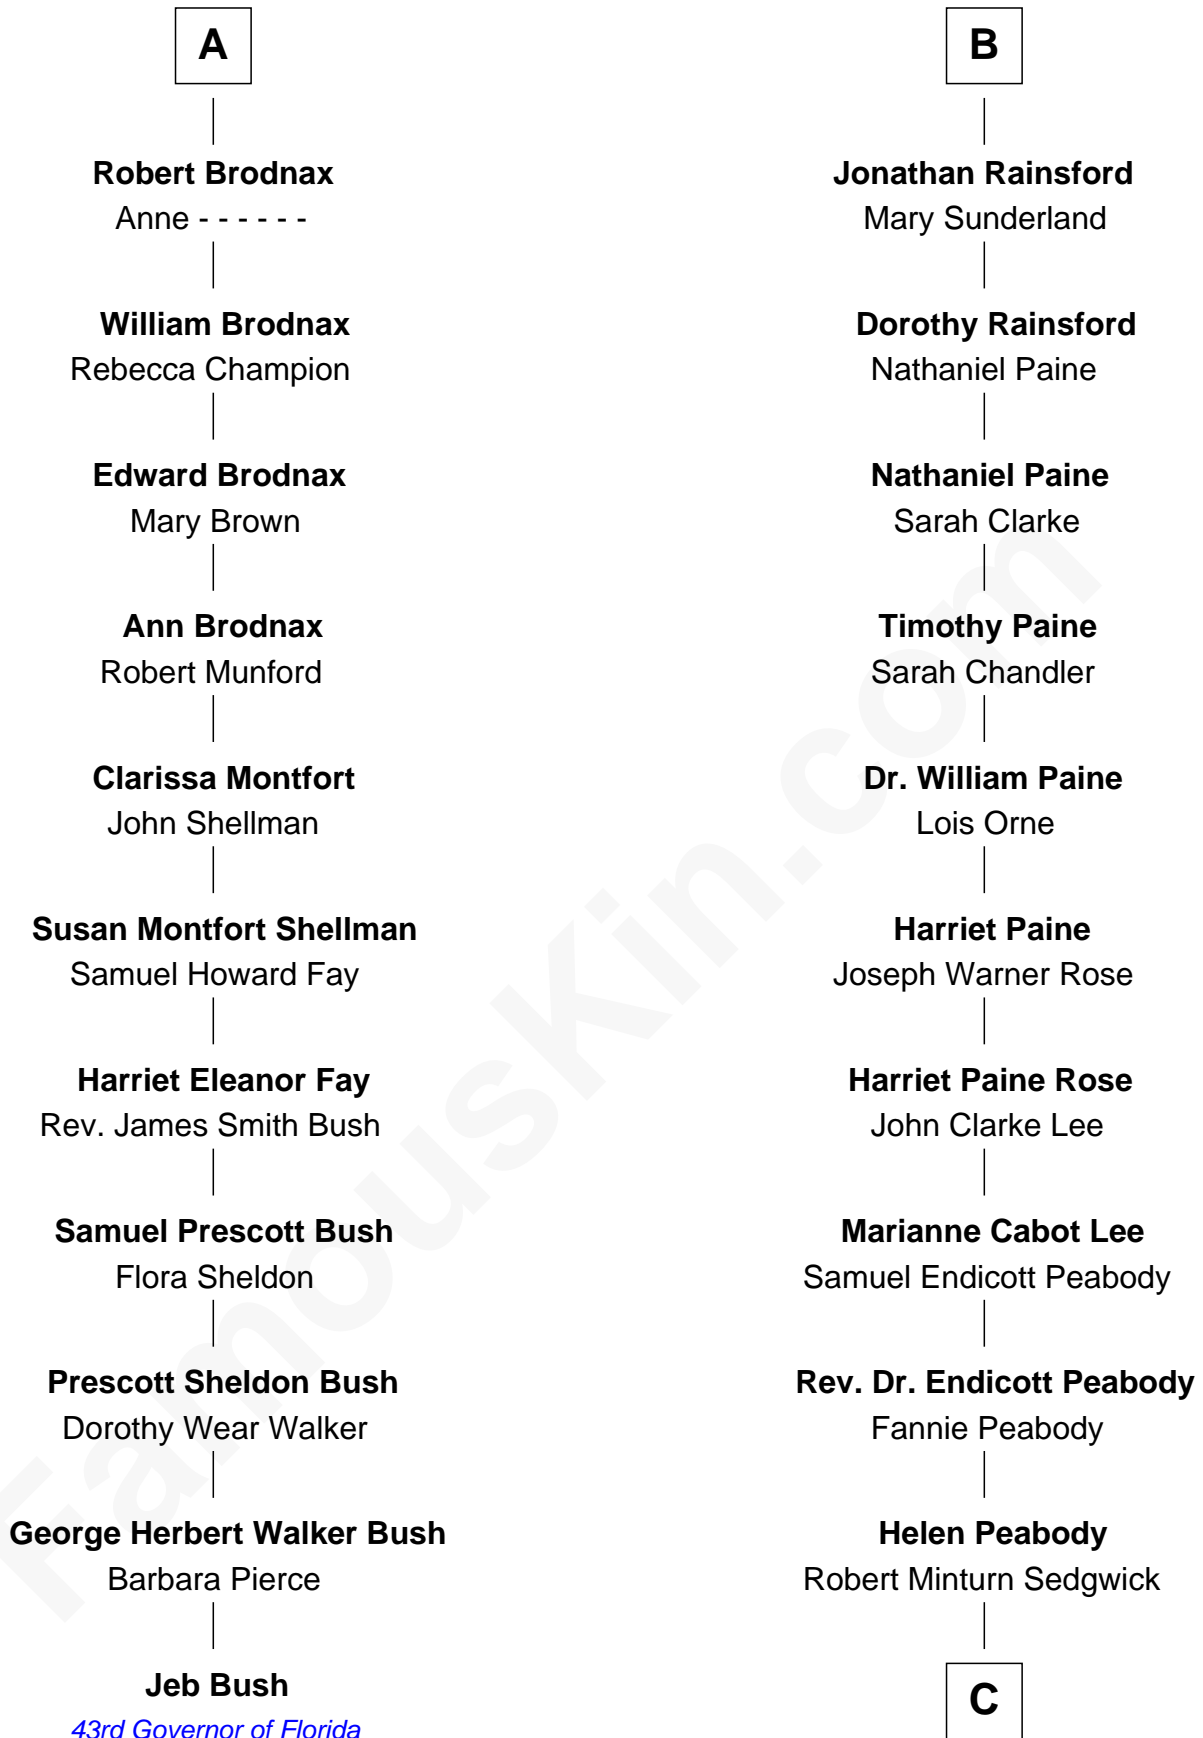 A
Robert Brodnax
Anne - - - - - -
William Brodnax
Rebecca Champion
Edward Brodnax
Mary Brown
Ann Brodnax
Robert Munford
Clarissa Montfort
John Shellman
Susan Montfort Shellman
Samuel Howard Fay
Harriet Eleanor Fay
Rev. James Smith Bush
Samuel Prescott Bush
Flora Sheldon
Prescott Sheldon Bush
Dorothy Wear Walker
George Herbert Walker Bush
Barbara Pierce
Jeb Bush
43rd Governor of Florida
B
Jonathan Rainsford
Mary Sunderland
Dorothy Rainsford
Nathaniel Paine
Nathaniel Paine
Sarah Clarke
Timothy Paine
Sarah Chandler
Dr. William Paine
Lois Orne
Harriet Paine
Joseph Warner Rose
Harriet Paine Rose
John Clarke Lee
Marianne Cabot Lee
Samuel Endicott Peabody
Rev. Dr. Endicott Peabody
Fannie Peabody
Helen Peabody
Robert Minturn Sedgwick
C
FamousKin.com